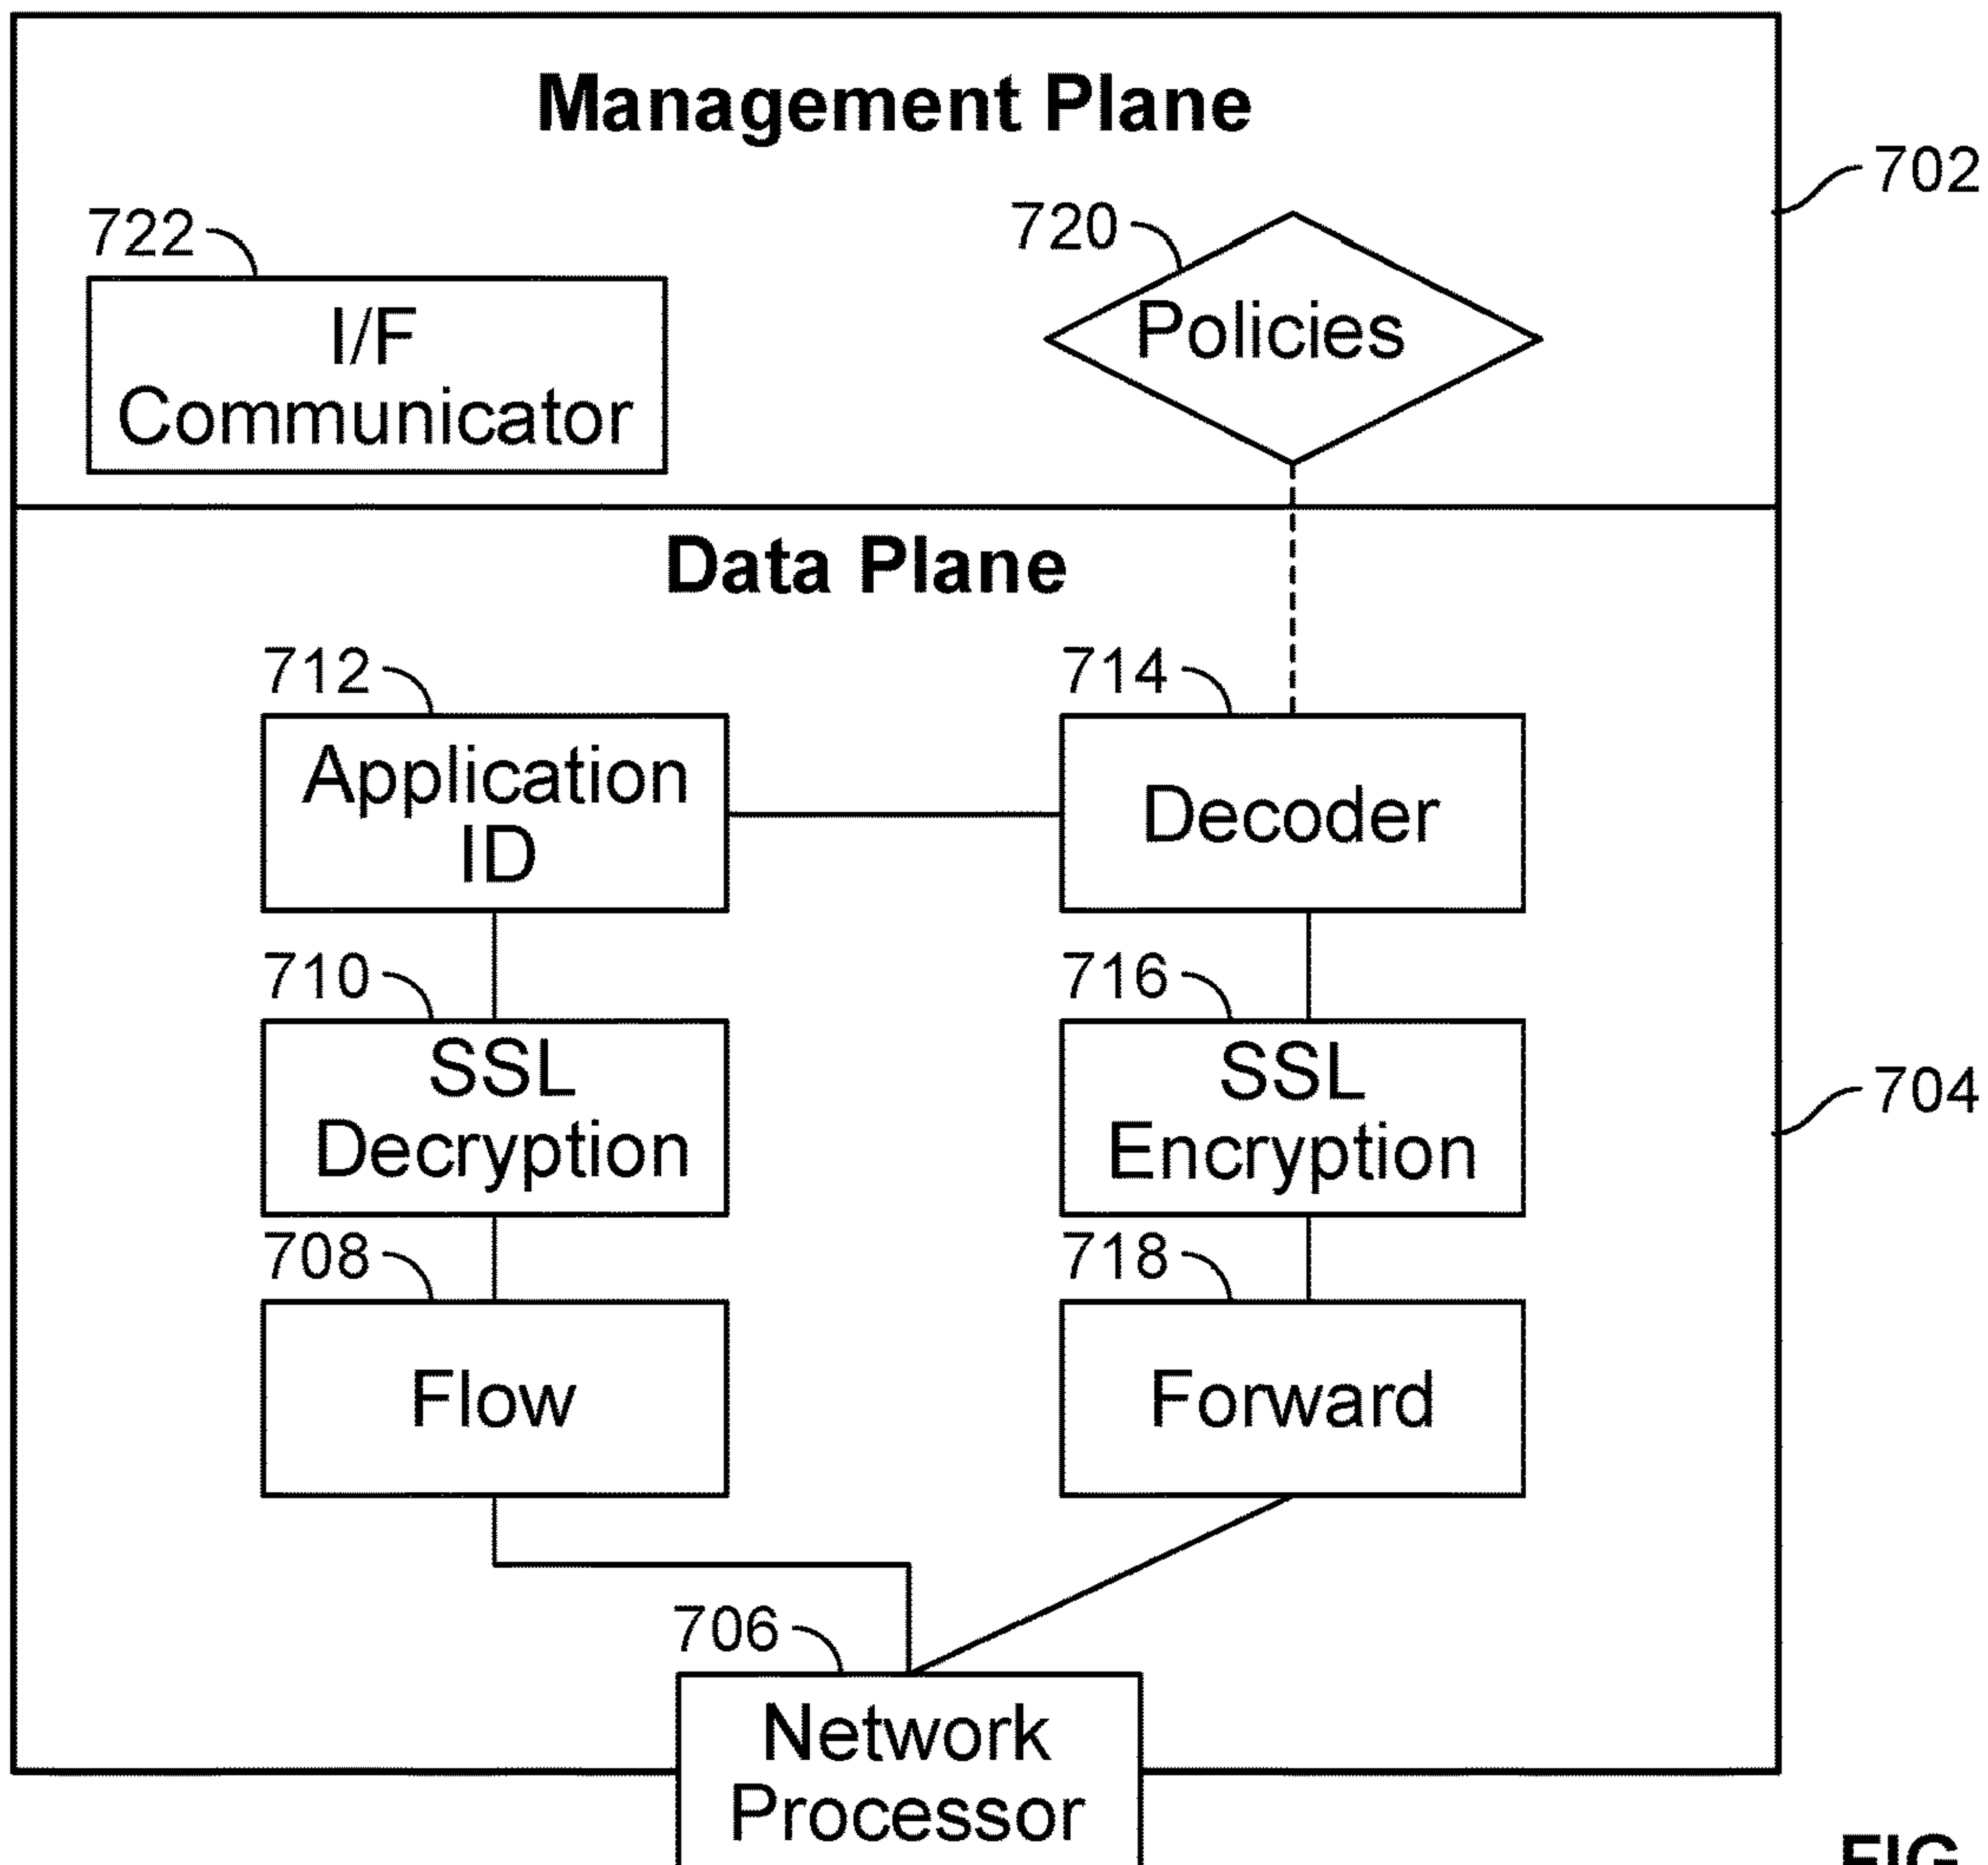 Management Plane
702
722
720
I/F
Communicator
Policies
Data Plane
712
714
Application
ID
Decoder
710
716
SSL
Decryption
SSL
Encryption
704
708
718
Flow
Forward
706
Network
Processor
FIG